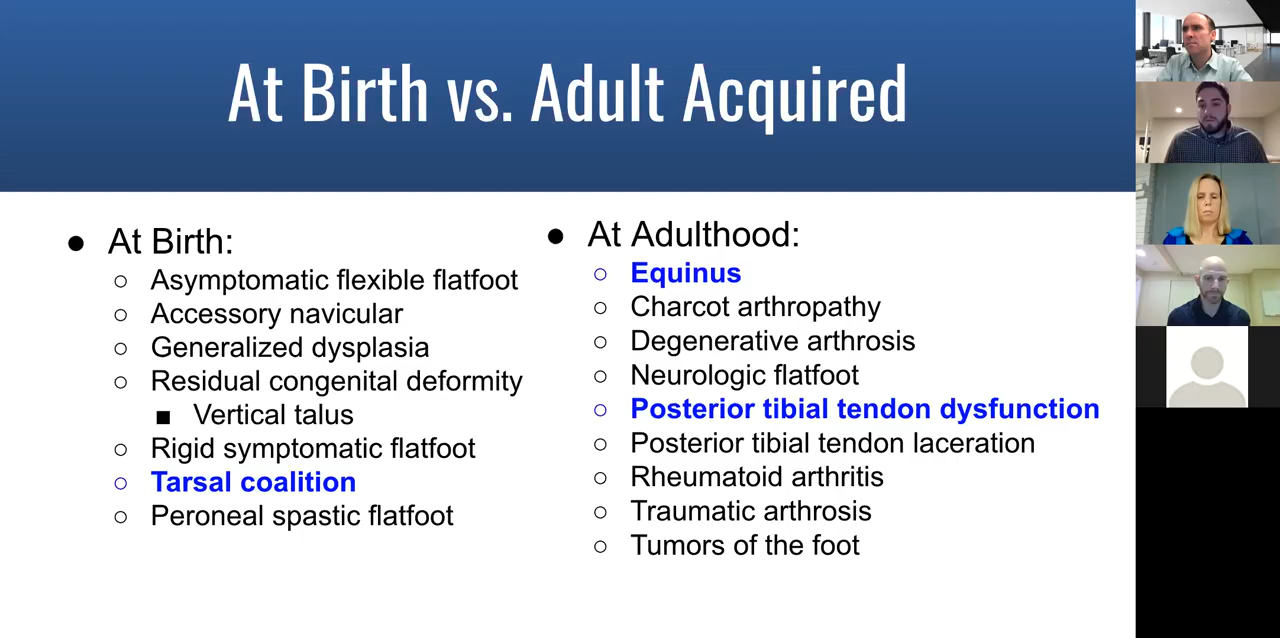 At Birth vs. Adult Acquired
At Birth:
Asymptomatic flexible flatfoot
Accessory navicular
Generalized dysplasia
Residual congenital deformity
Vertical talus
Rigid symptomatic flatfoot
Tarsal coalition
Peroneal spastic flatfoot
At Adulthood:
Equinus
Charcot arthropathy
Degenerative arthrosis
Neurologic flatfoot
Posterior tibial tendon dysfunction
Posterior tibial tendon laceration
Rheumatoid arthritis
Traumatic arthrosis
Tumors of the foot